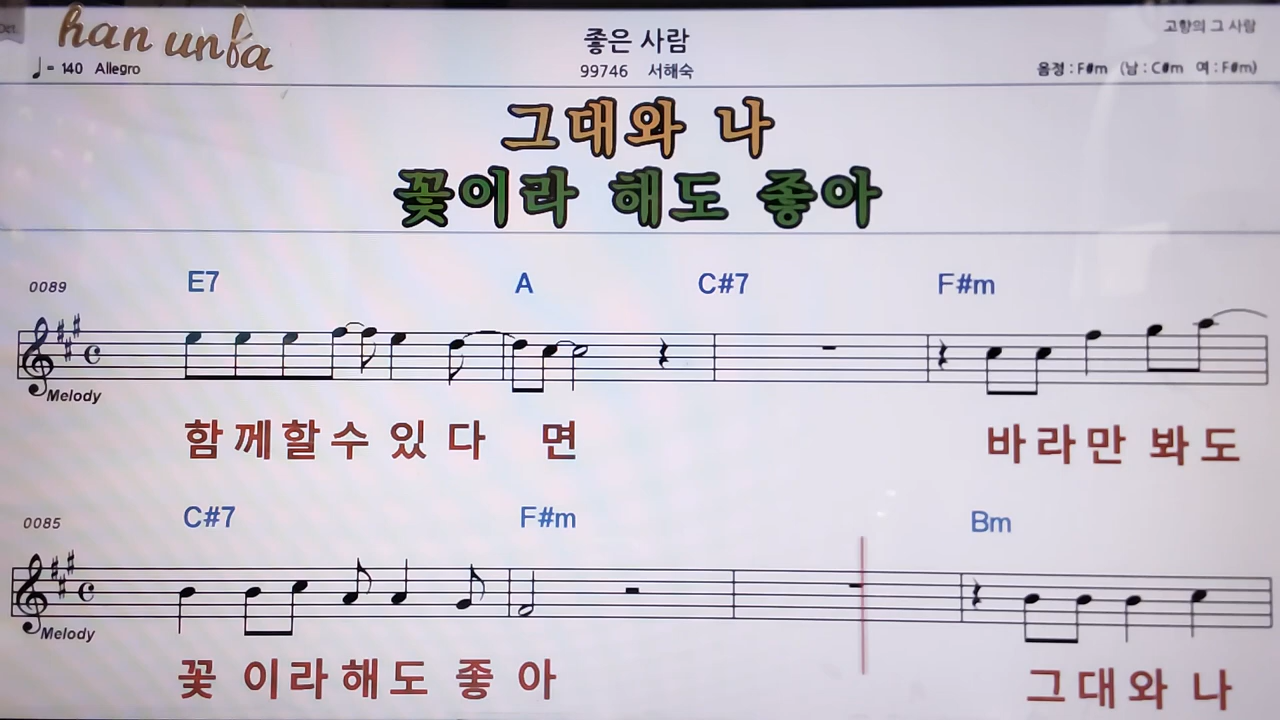 Oct.
han unfa
좋은 사람
고향의 그 사람
♩= 140 Allegro
99746 서해숙
음정 : F#m (남 : C#m 여 : F#m)
그대와 나
꽃이라 해도 좋아
0089 E7 A C#7 F#m
Melody
함께할수 있다 면 바라만 봐도
0085 C#7 F#m Bm
Melody
꽃 이라해도 좋 아 그대와 나